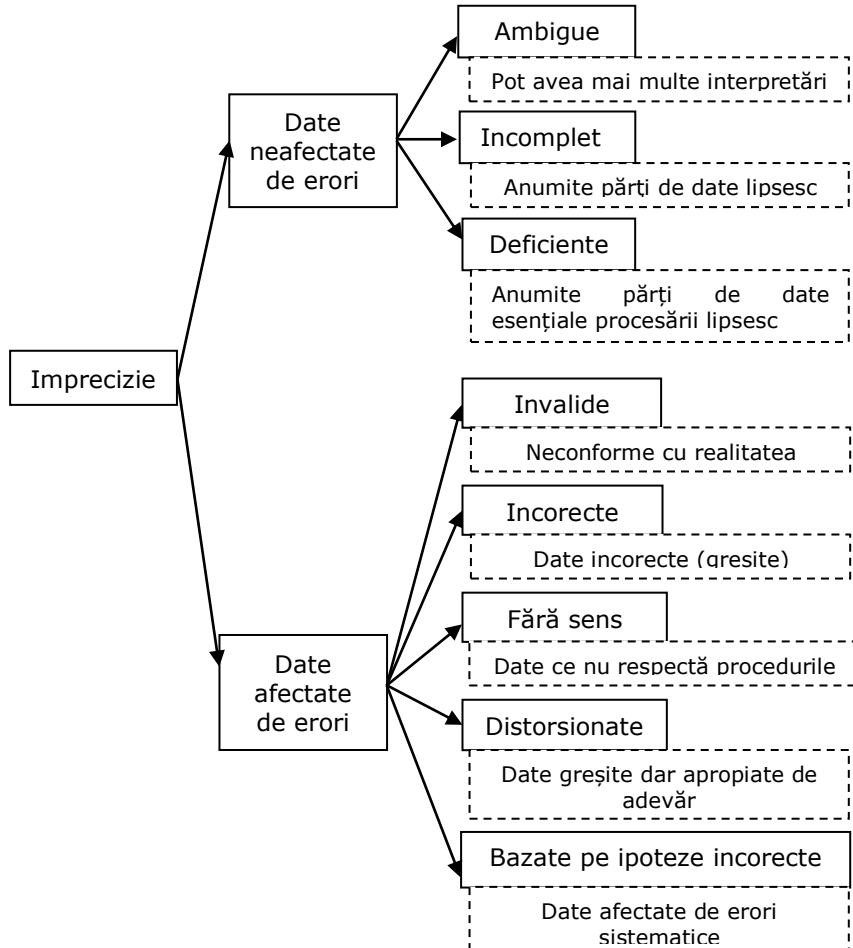 Ambigue
Pot avea mai multe interpretări
Date
neafectate
de erori
Incomplet
Anumite părți de date lipsesc
Deficiente
Anumite părți de date
esențiale procesării lipsesc
Imprecizie
Invalide
Neconforme cu realitatea
Incorecte
Date incorecte (greșite)
Fără sens
Date ce nu respectă procedurile
Date
afectate
de erori
Distorsionate
Date greșite dar apropiate de
adevăr
Bazate pe ipoteze incorecte
Date afectate de erori
sistematice